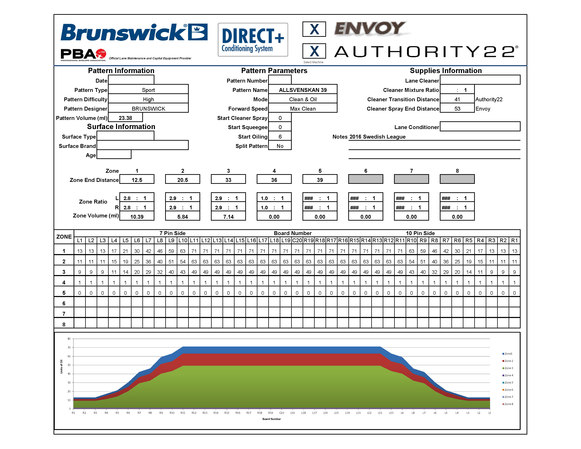 Brunswick
DIRECT+
Conditioning System
X
ENVOY
PBA
Official Lane Maintenance and Capital Equipment Provider
X
AUTHORITY22
Pattern Information Pattern Parameters Supplies Information
Date Pattern Number Lane Cleaner
Pattern Type Sport Pattern Name ALLSVENSKAN 39 Cleaner Mixture Ratio : 1
Pattern Difficulty High Mode Clean & Oil Cleaner Transition Distance 41 Authority22
Pattern Designer BRUNSWICK Forward Speed Max Clean Cleaner Spray End Distance 53 Envoy
Pattern Volume (ml) 23.38 Start Cleaner Spray 0
Surface Information Start Squeegee 0 Lane Conditioner
Surface Type Start Oiling 6 Notes 2016 Swedish League
Surface Brand Split Pattern No
Age
Zone 1 2 3 4 5 6 7 8
Zone End Distance 12.5 20.5 33 36 39
Zone Ratio L 2.8 : 1 2.9 : 1 2.9 : 1 1.0 : 1 ### : 1 ### : 1 ### : 1 ### : 1
R 2.8 : 1 2.9 : 1 2.9 : 1 1.0 : 1 ### : 1 ### : 1 ### : 1 ### : 1
Zone Volume (ml) 10.39 5.84 7.14 0.00 0.00 0.00 0.00 0.00
ZONE 7 Pin Side Board Number 10 Pin Side
L1 L2 L3 L4 L5 L6 L7 L8 L9 L10 L11 L12 L13 L14 L15 L16 L17 L18 L19 C20 R19 R18 R17 R16 R15 R14 R13 R12 R11 R10 R9 R8 R7 R6 R5 R4 R3 R2 R1
1 13 13 13 17 21 30 42 46 59 63 71 71 71 71 71 71 71 71 71 71 71 71 71 71 71 71 71 71 71 63 59 46 42 30 21 17 13 13 13
2 11 11 11 15 19 25 36 40 51 54 63 63 63 63 63 63 63 63 63 63 63 63 63 63 63 63 63 63 63 54 51 40 36 25 19 15 11 11 11
3 9 9 9 11 14 20 29 32 40 43 49 49 49 49 49 49 49 49 49 49 49 49 49 49 49 49 49 49 49 43 40 32 29 20 14 11 9 9 9
4 1 1 1 1 1 1 1 1 1 1 1 1 1 1 1 1 1 1 1 1 1 1 1 1 1 1 1 1 1 1 1 1 1 1 1 1 1 1 1
5 0 0 0 0 0 0 0 0 0 0 0 0 0 0 0 0 0 0 0 0 0 0 0 0 0 0 0 0 0 0 0 0 0 0 0 0 0 0 0
6
7
8
Board Number